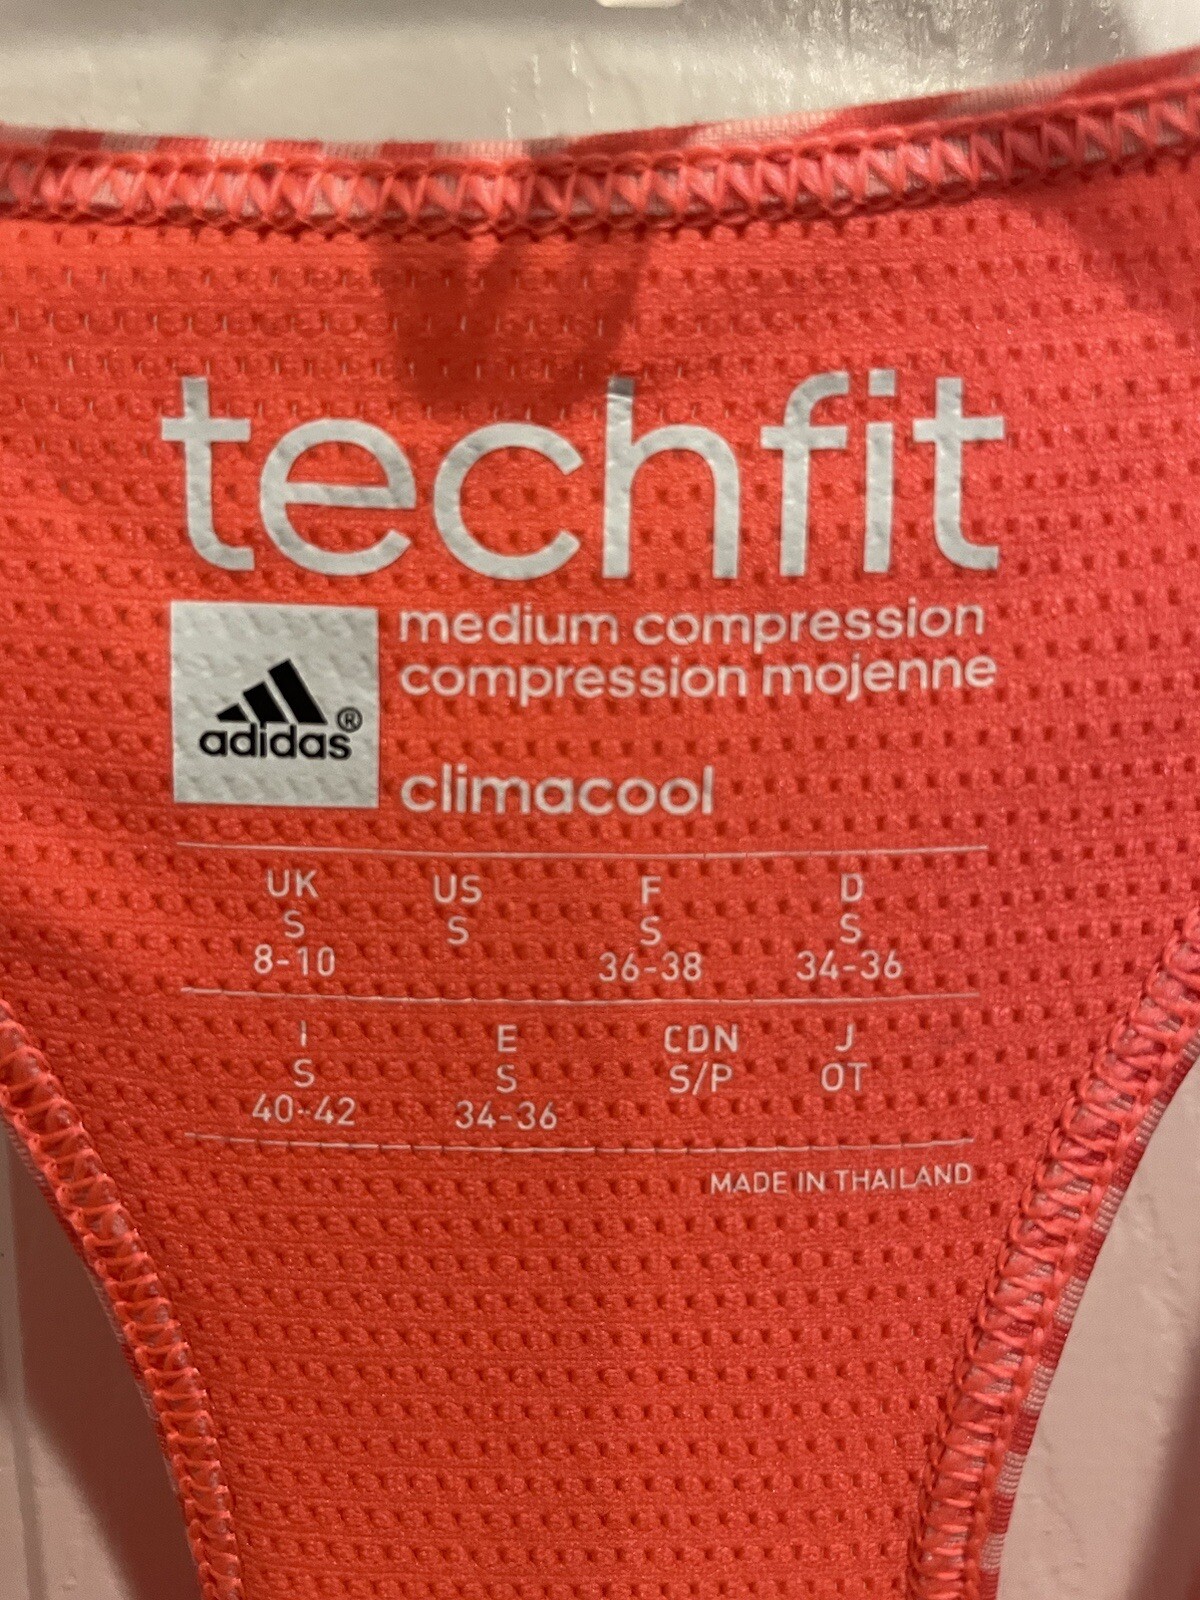 techfit
medium compression
compression mojenne
adidas®
climacool
UK US F D
S S S S
8-10 36-38 34-36
I E CDN J
S S S/P OT
40-42 34-36
MADE IN THAILAND